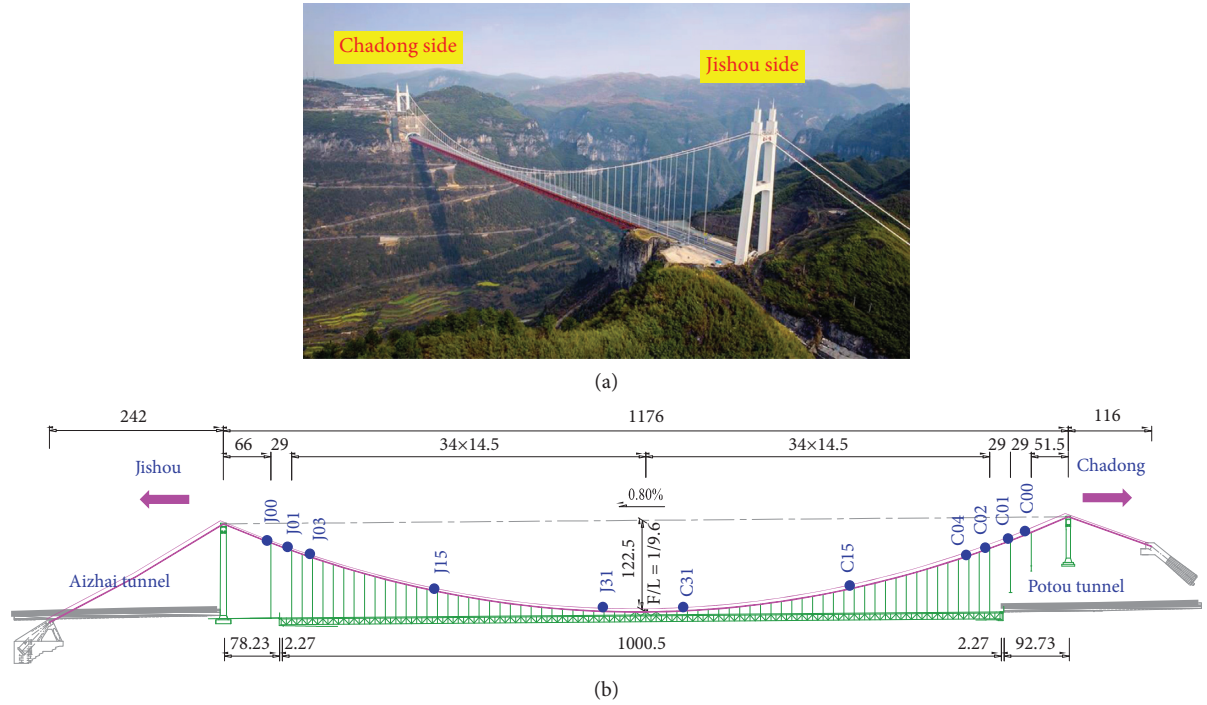 Chadong side
Jishou side
(a)
242
1176
116
66
29
34×14.5
34×14.5
29
29
51.5
Jishou
Chadong
J00
J01
J03
J15
J31
0.80%
122.5
F/L = 1/9.6
C31
C15
C04
C02
C01
C00
Aizhai tunnel
Potou tunnel
78.23
2.27
1000.5
2.27
92.73
(b)